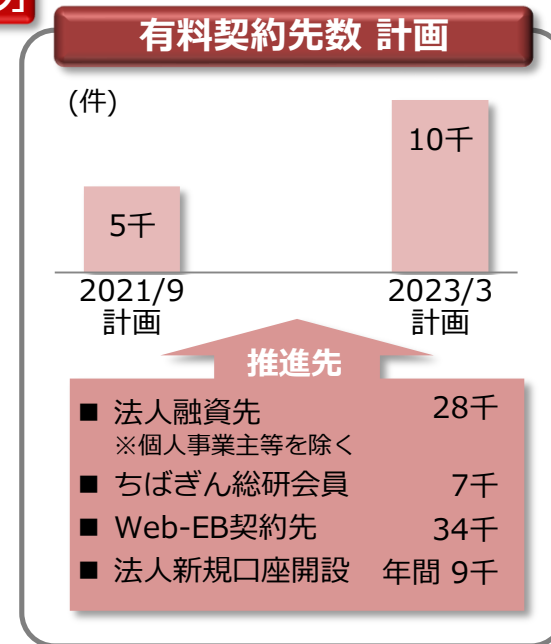 有料契約先数 計画
(件)
10千
5千
2021/9 2023/3
計画 計画
推進先
■ 法人融資先 28千
※個人事業主等を除く
■ ちばぎん総研会員 7千
■ Web-EB契約先 34千
■ 法人新規口座開設 年間 9千